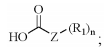 O
HO Z (R₁)ₙ ;